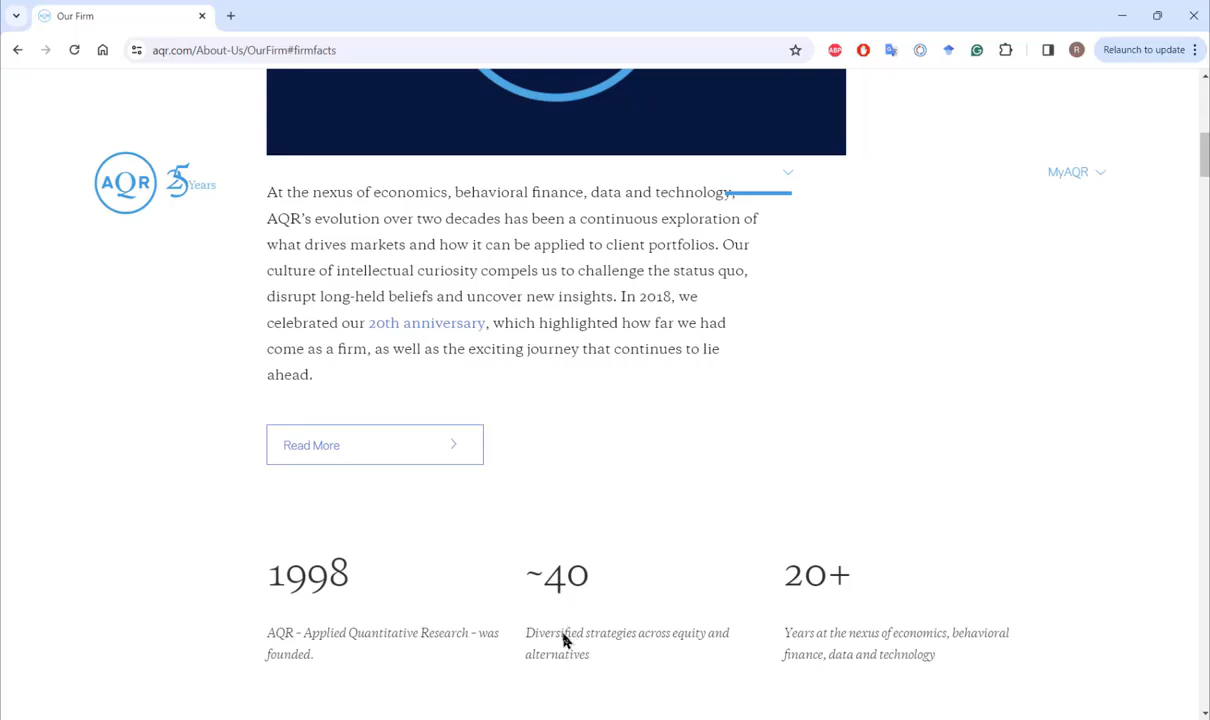 Our Firm
aqr.com/About-Us/OurFirm#firmfacts
ABP
R
Relaunch to update
AQR
25 Years
MyAQR
At the nexus of economics, behavioral finance, data and technology,
AQR's evolution over two decades has been a continuous exploration of
what drives markets and how it can be applied to client portfolios. Our
culture of intellectual curiosity compels us to challenge the status quo,
disrupt long-held beliefs and uncover new insights. In 2018, we
celebrated our 20th anniversary, which highlighted how far we had
come as a firm, as well as the exciting journey that continues to lie
ahead.
Read More
1998
~40
20+
AQR – Applied Quantitative Research – was
founded.
Diversified strategies across equity and
alternatives
Years at the nexus of economics, behavioral
finance, data and technology